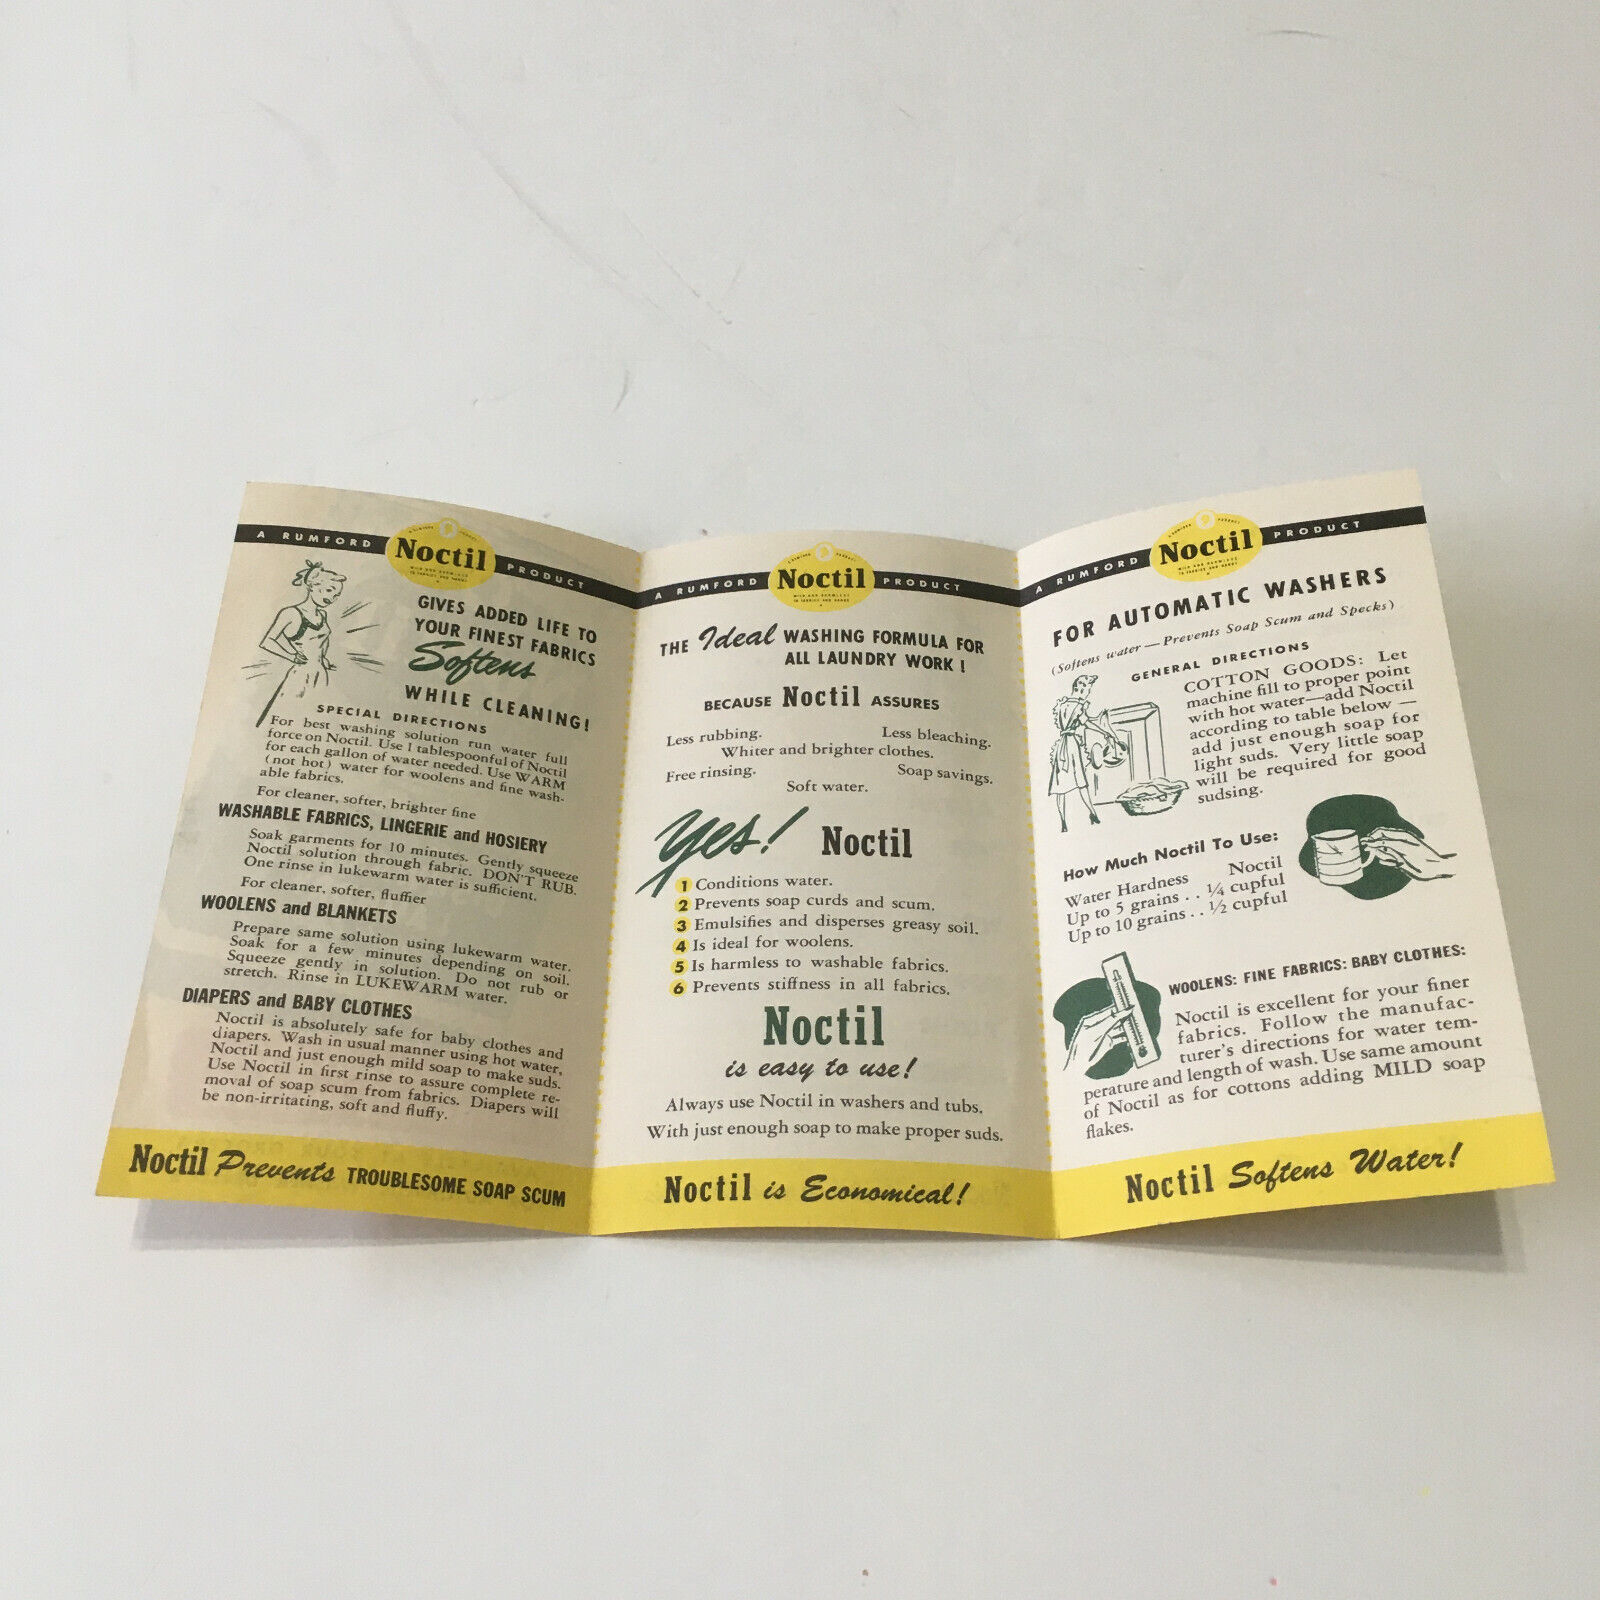 A RUMFORD Noctil PRODUCT
GIVES ADDED LIFE TO
YOUR FINEST FABRICS
Softens
WHILE CLEANING!
SPECIAL DIRECTIONS
For best washing solution run water full
force on Noctil. Use 1 tablespoonful of Noctil
for each gallon of water needed. Use WARM
(not hot) water for woolens and fine wash-
able fabrics.
For cleaner, softer, brighter fine
WASHABLE FABRICS, LINGERIE and HOSIERY
Soak garments for 10 minutes. Gently squeeze
Noctil solution through fabric. DON'T RUB.
One rinse in lukewarm water is sufficient.
For cleaner, softer, fluffier
WOOLENS and BLANKETS
Prepare same solution using lukewarm water.
Soak for a few minutes depending on soil.
Squeeze gently in solution. Do not rub or
stretch. Rinse in LUKEWARM water.
DIAPERS and BABY CLOTHES
Noctil is absolutely safe for baby clothes and
diapers. Wash in usual manner using hot water,
Noctil and just enough mild soap to make suds.
Use Noctil in first rinse to assure complete re-
moval of soap scum from fabrics. Diapers will
be non-irritating, soft and fluffy.
Noctil Prevents TROUBLESOME SOAP SCUM
A RUMFORD Noctil PRODUCT
THE Ideal WASHING FORMULA FOR
ALL LAUNDRY WORK!
BECAUSE Noctil ASSURES
Less rubbing. Less bleaching.
Whiter and brighter clothes.
Free rinsing. Soap savings.
Soft water.
Yes! Noctil
1 Conditions water.
2 Prevents soap curds and scum.
3 Emulsifies and disperses greasy soil.
4 Is ideal for woolens.
5 Is harmless to washable fabrics.
6 Prevents stiffness in all fabrics.
Noctil
is easy to use!
Always use Noctil in washers and tubs.
With just enough soap to make proper suds.
Noctil is Economical!
A RUMFORD Noctil PRODUCT
FOR AUTOMATIC WASHERS
(Softens water—Prevents Soap Scum and Specks)
GENERAL DIRECTIONS
COTTON GOODS: Let
machine fill to proper point
with hot water—add Noctil
according to table below —
add just enough soap for
light suds. Very little soap
will be required for good
sudsing.
How Much Noctil To Use:
Water Hardness Noctil
Up to 5 grains . . ¼ cupful
Up to 10 grains . . ½ cupful
WOOLENS: FINE FABRICS: BABY CLOTHES:
Noctil is excellent for your finer
fabrics. Follow the manufac-
turer's directions for water tem-
perature and length of wash. Use same amount
of Noctil as for cottons adding MILD soap
flakes.
Noctil Softens Water!